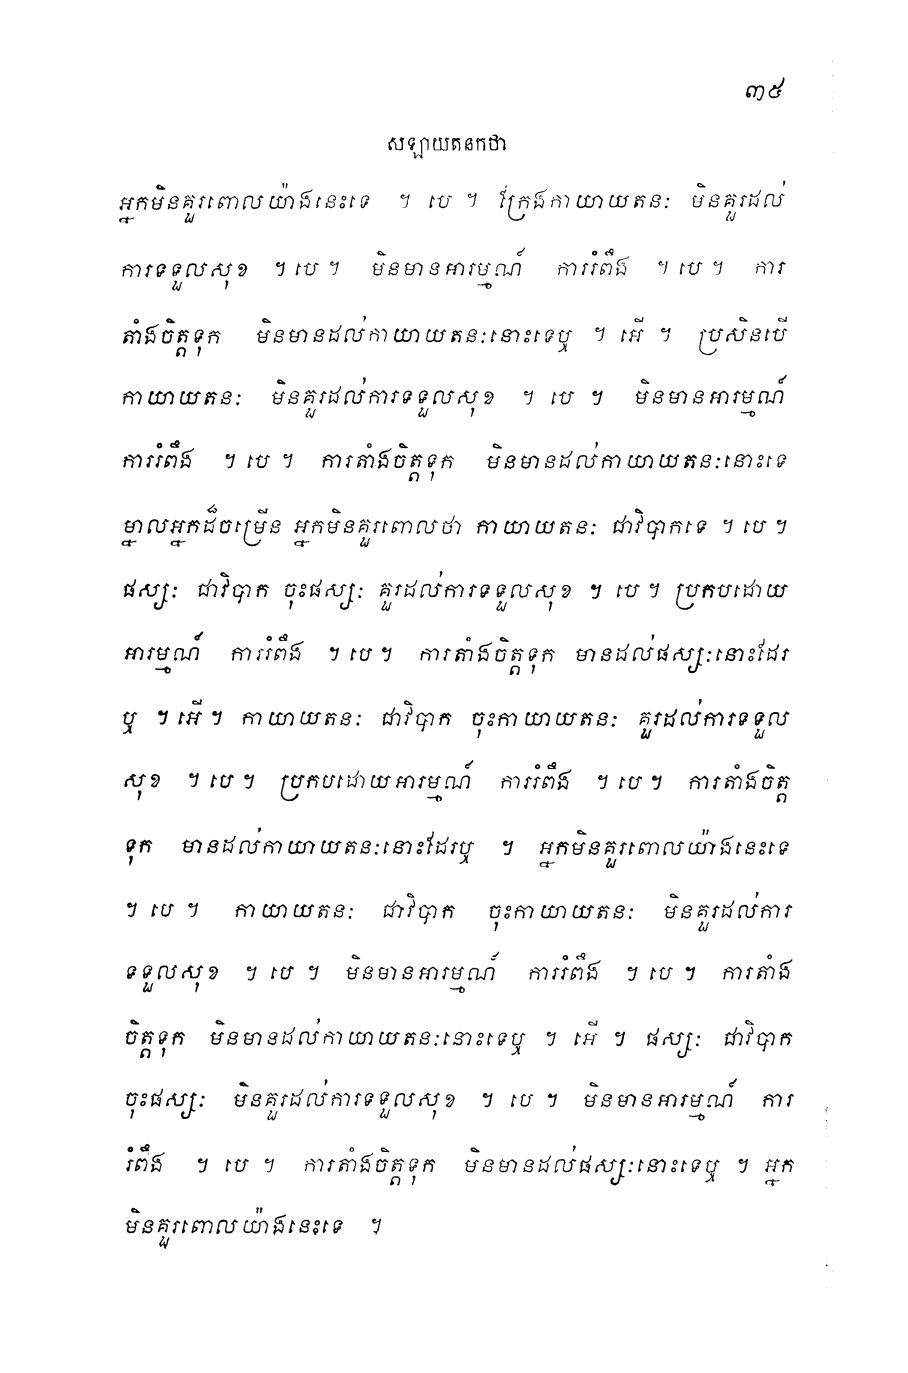 ៣៥
សឡាយតនកថា
អ្នកមិនគួរពោលយ៉ាងនេះទេ ។ បេ ។ ក្រែងកាយាយតនៈ មិនគួរដល់
ការទទួលសុខ ។ បេ ។ មិនមានអារម្មណ៍ ការរំពឹង ។ បេ ។ ការ
តាំងចិត្តទុក មិនមានដល់កាយាយតនៈនោះទេឬ ។ អើ ។ ប្រសិនបើ
កាយាយតនៈ មិនគួរដល់ការទទួលសុខ ។ បេ ។ មិនមានអារម្មណ៍
ការរំពឹង ។ បេ ។ ការតាំងចិត្តទុក មិនមានដល់កាយាយតនៈនោះទេ
ម្នាលអ្នកដ៏ចម្រើន អ្នកមិនគួរពោលថា កាយាយតនៈ ជាវិបាកទេ ។ បេ ។
ផស្សៈ ជាវិបាក ចុះផស្សៈ គួរដល់ការទទួលសុខ ។ បេ ។ ប្រកបដោយ
អារម្មណ៍ ការរំពឹង ។ បេ ។ ការតាំងចិត្តទុក មានដល់ផស្សៈនោះដែរ
ឬ ។ អើ ។ កាយាយតនៈ ជាវិបាក ចុះកាយាយតនៈ គួរដល់ការទទួល
សុខ ។ បេ ។ ប្រកបដោយអារម្មណ៍ ការរំពឹង ។ បេ ។ ការតាំងចិត្ត
ទុក មានដល់កាយាយតនៈនោះដែរឬ ។ អ្នកមិនគួរពោលយ៉ាងនេះទេ
។ បេ ។ កាយាយតនៈ ជាវិបាក ចុះកាយាយតនៈ មិនគួរដល់ការ
ទទួលសុខ ។ បេ ។ មិនមានអារម្មណ៍ ការរំពឹង ។ បេ ។ ការតាំង
ចិត្តទុក មិនមានដល់កាយាយតនៈនោះទេឬ ។ អើ ។ ផស្សៈ ជាវិបាក
ចុះផស្សៈ មិនគួរដល់ការទទួលសុខ ។ បេ ។ មិនមានអារម្មណ៍ ការ
រំពឹង ។ បេ ។ ការតាំងចិត្តទុក មិនមានដល់ផស្សៈនោះទេឬ ។ អ្នក
មិនគួរពោលយ៉ាងនេះទេ ។